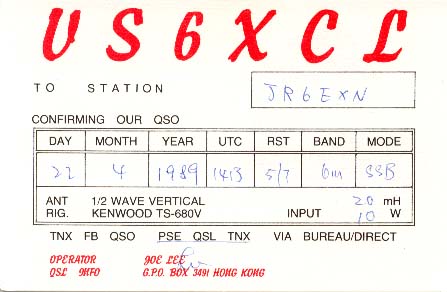 US6XCL
TO STATION JR6EXN
CONFIRMING OUR QSO
DAY MONTH YEAR UTC RST BAND MODE
22 4 1989 1413 5/7 6m SSB
ANT 1/2 WAVE VERTICAL 20 mH
RIG. KENWOOD TS-680V INPUT 10 W
TNX FB QSO PSE QSL TNX VIA BUREAU/DIRECT
OPERATOR JOE LEE
QSL INFO G.P.O. BOX 3491 HONG KONG